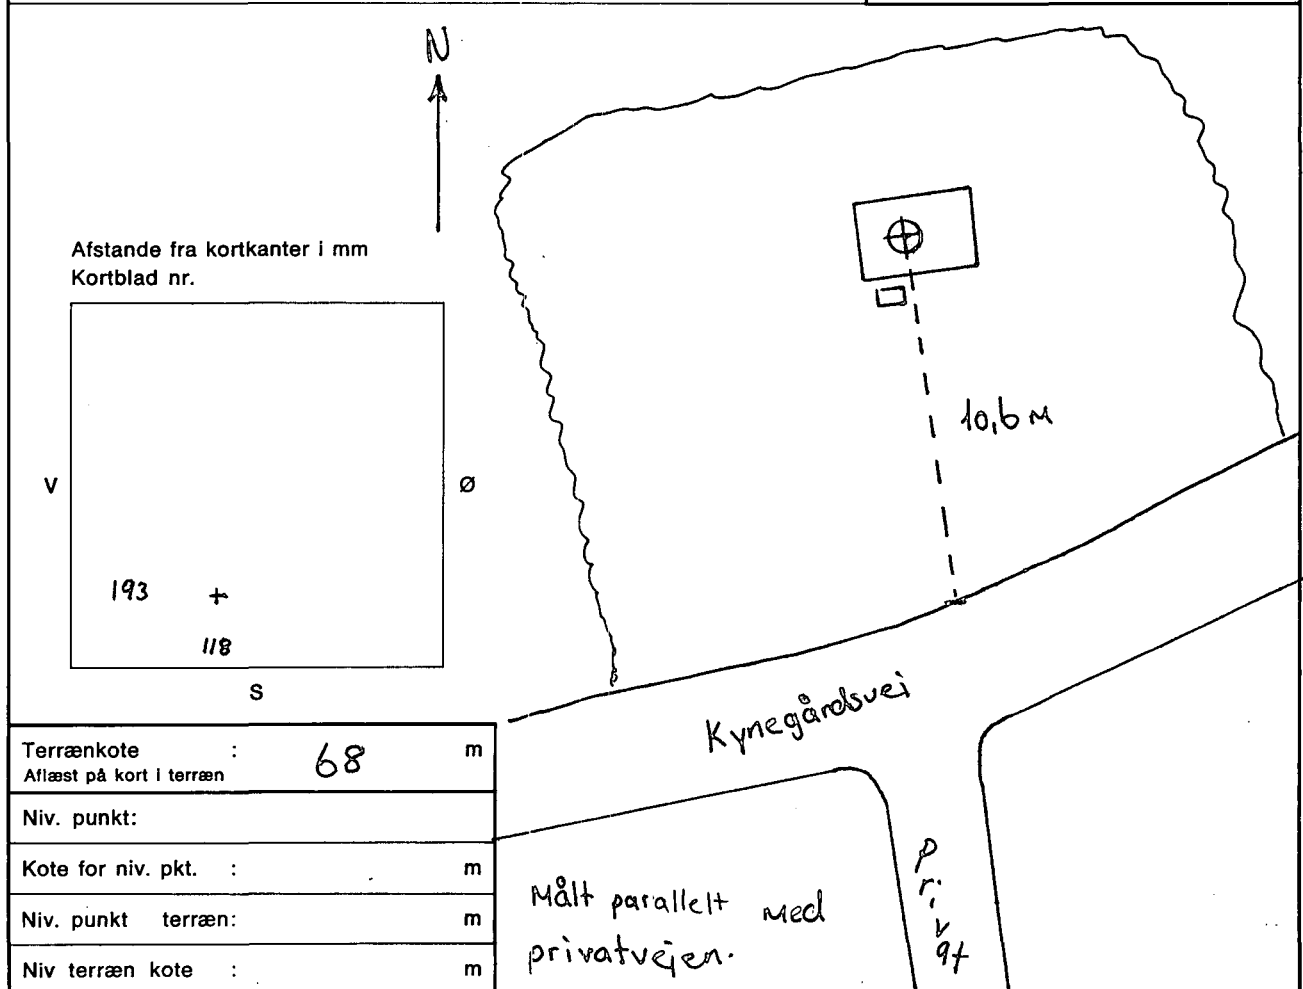 N
Afstande fra kortkanter i mm
Kortblad nr.
V
Ø
193 +
118
S
10,6 m
Kynegårdsvei
Privat
Terrænkote : 68 m
Aflæst på kort i terræn
Niv. punkt:
Kote for niv. pkt. : m
Niv. punkt terræn: m
Niv terræn kote : m
Målt parallelt med
privatvejen.